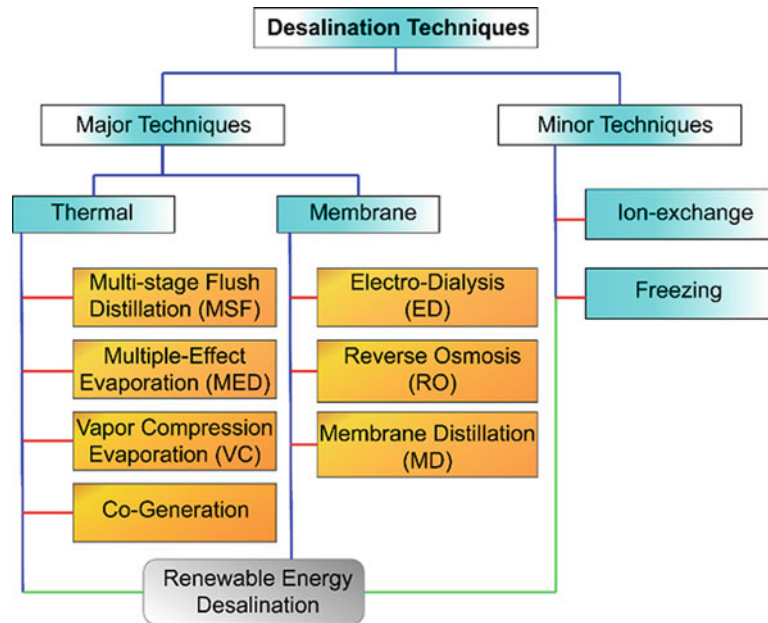 Desalination Techniques
Major Techniques
Minor Techniques
Thermal
Membrane
Ion-exchange
Freezing
Multi-stage Flush
Distillation (MSF)
Multiple-Effect
Evaporation (MED)
Vapor Compression
Evaporation (VC)
Co-Generation
Electro-Dialysis
(ED)
Reverse Osmosis
(RO)
Membrane Distillation
(MD)
Renewable Energy
Desalination